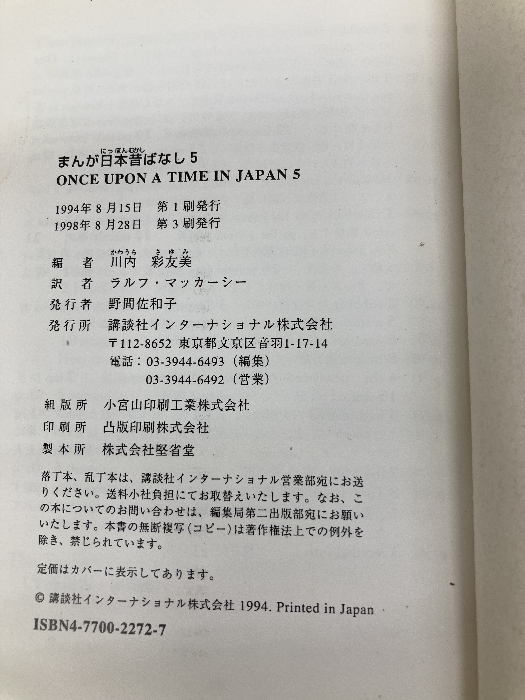 にっぽんむかし
まんが日本昔ばなし 5
ONCE UPON A TIME IN JAPAN 5
1994年 8 月15日 第 1 刷発行
1998年 8 月28日 第 3 刷発行
かわうち さゆみ
編 者 川内 彩友美
訳 者 ラルフ・マッカーシー
発行者 野間佐和子
発行所 講談社インターナショナル株式会社
〒112-8652 東京都文京区音羽1-17-14
電話：03-3944-6493（編集）
03-3944-6492（営業）
組版所 小宮山印刷工業株式会社
印刷所 凸版印刷株式会社
製本所 株式会社堅省堂
落丁本、乱丁本は、講談社インターナショナル営業部宛にお送
りください。送料小社負担にてお取替えいたします。なお、こ
の本についてのお問い合わせは、編集局第二出版部宛にお願い
いたします。本書の無断複写（コピー）は著作権法上での例外を
除き、禁じられています。
定価はカバーに表示してあります。
© 講談社インターナショナル株式会社 1994. Printed in Japan
ISBN4-7700-2272-7